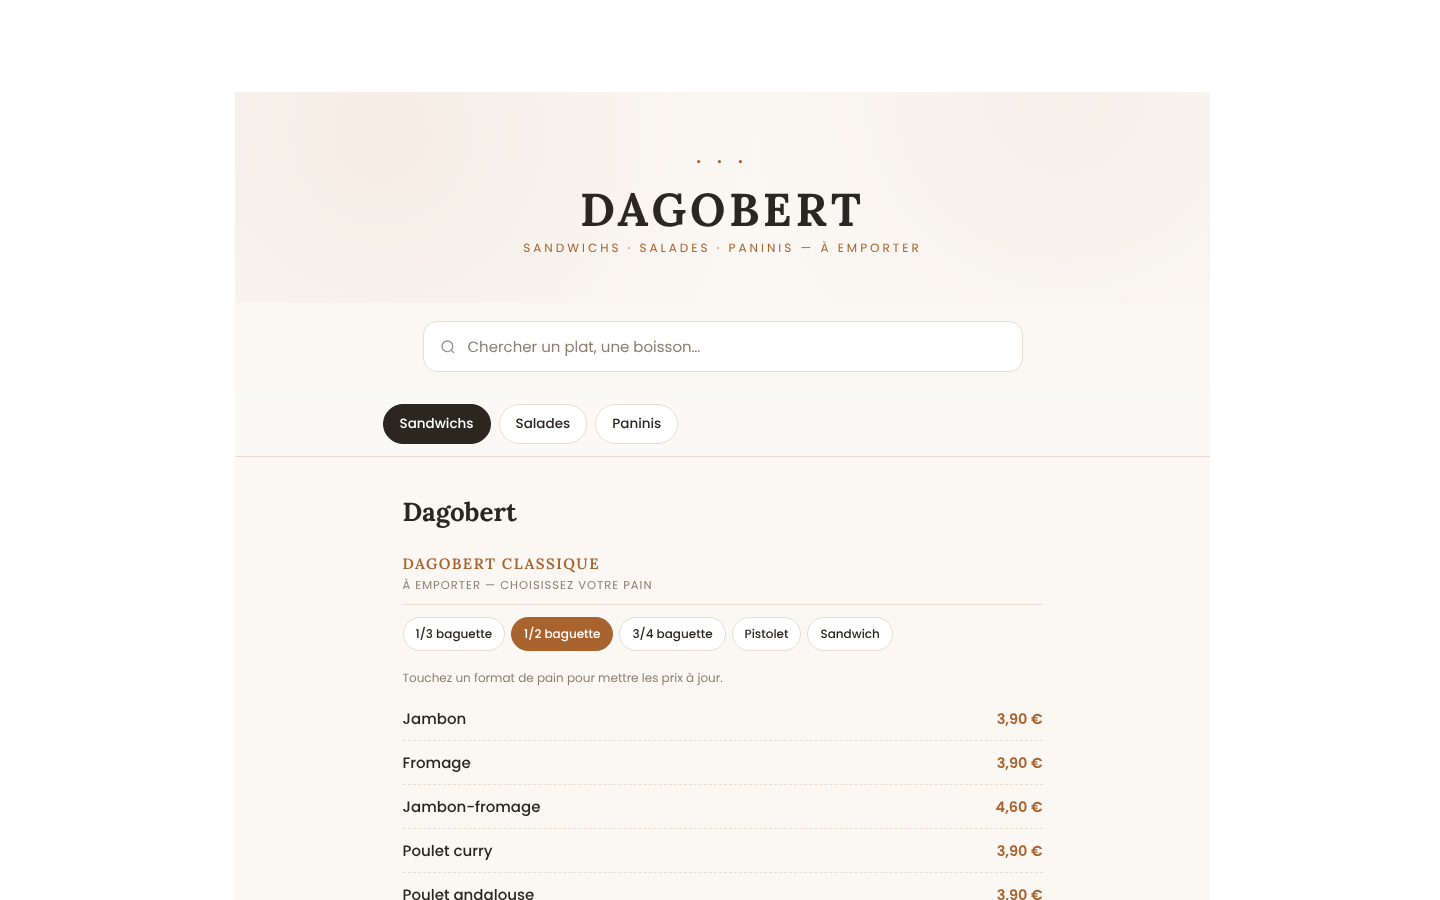 • • •
DAGOBERT
SANDWICHS · SALADES · PANINIS — À EMPORTER
Chercher un plat, une boisson…
Sandwichs Salades Paninis
Dagobert
DAGOBERT CLASSIQUE
À EMPORTER — CHOISISSEZ VOTRE PAIN
1/3 baguette 1/2 baguette 3/4 baguette Pistolet Sandwich
Touchez un format de pain pour mettre les prix à jour.
Jambon 3,90 €
Fromage 3,90 €
Jambon-fromage 4,60 €
Poulet curry 3,90 €
Poulet andalouse 3,90 €